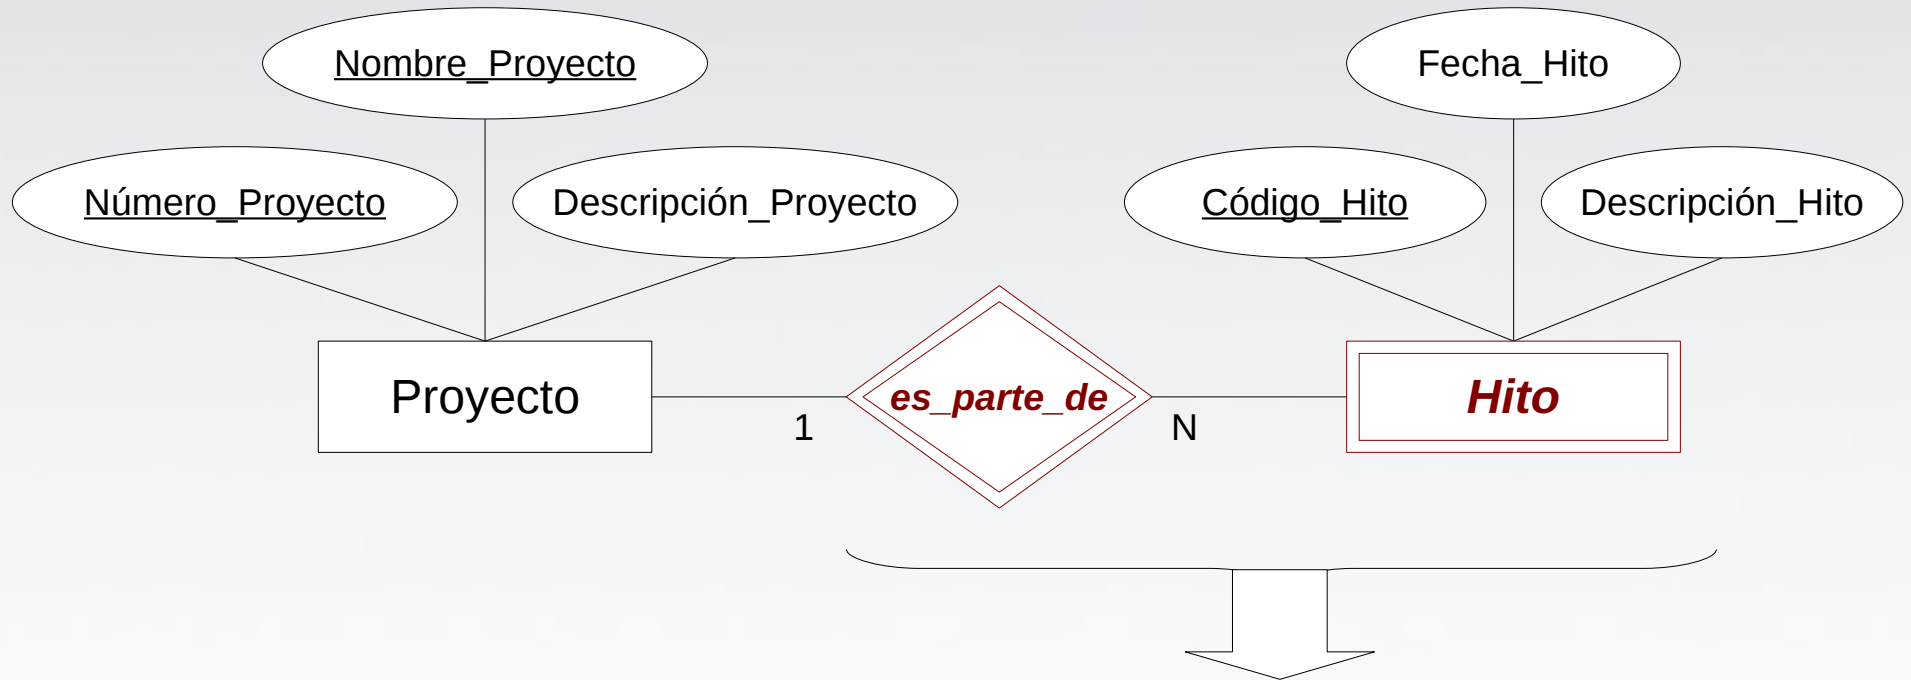 Nombre_Proyecto
Fecha_Hito
Número_Proyecto
Descripción_Proyecto
Código_Hito
Descripción_Hito
Proyecto
es_parte_de
Hito
1
N